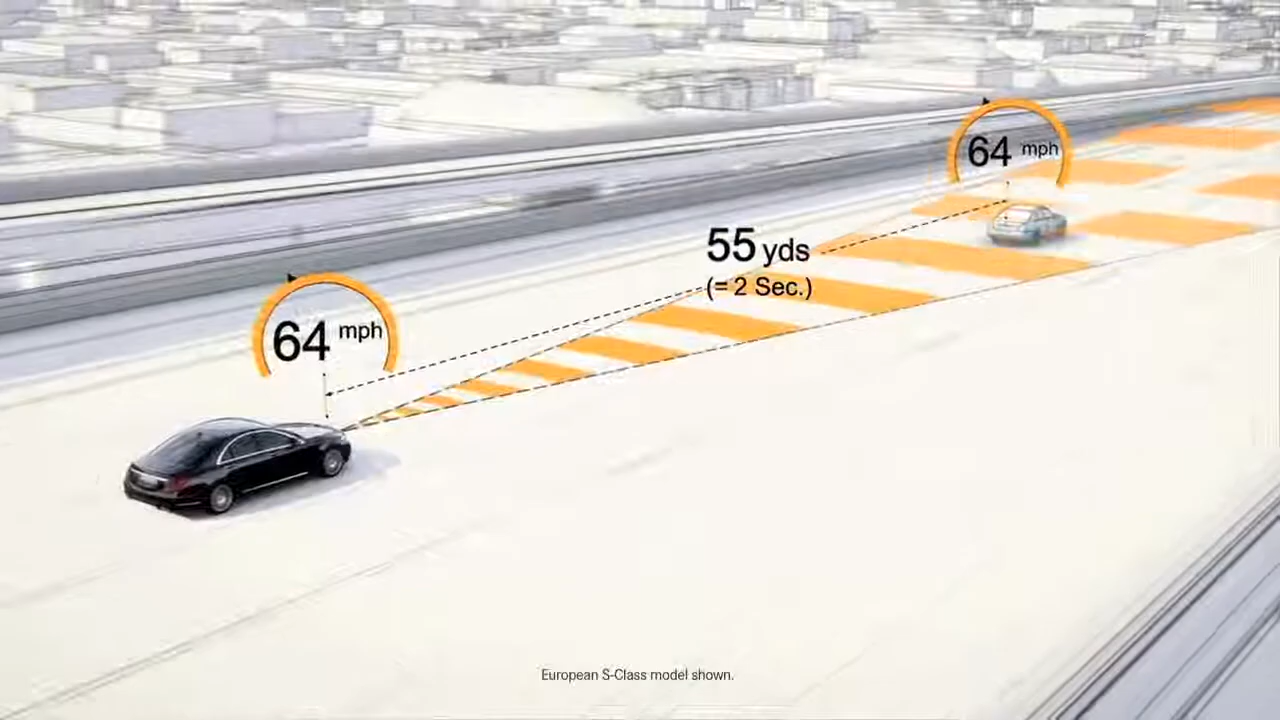 64 mph
55 yds
(= 2 Sec.)
64 mph
European S-Class model shown.